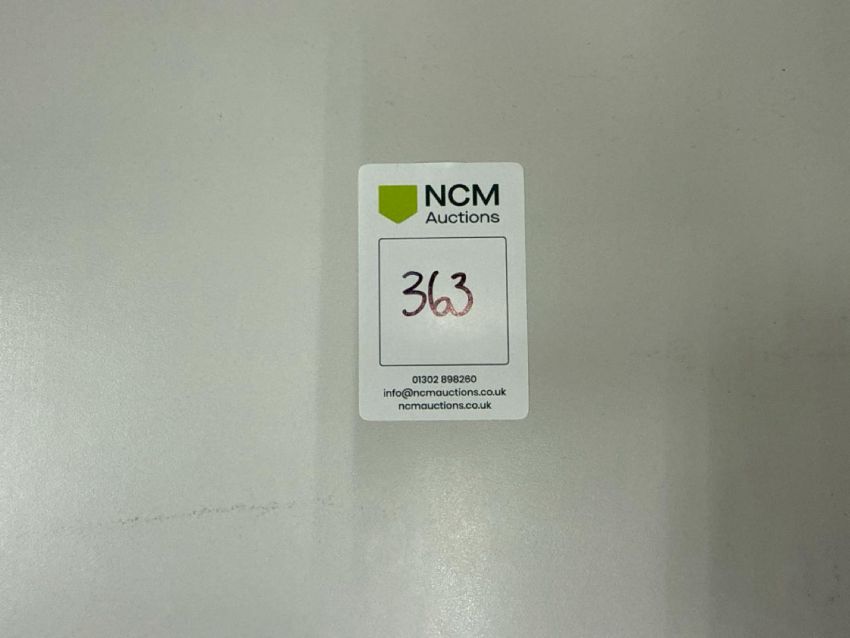 NCM
Auctions
363
01302 898260
info@ncmauctions.co.uk
ncmauctions.co.uk